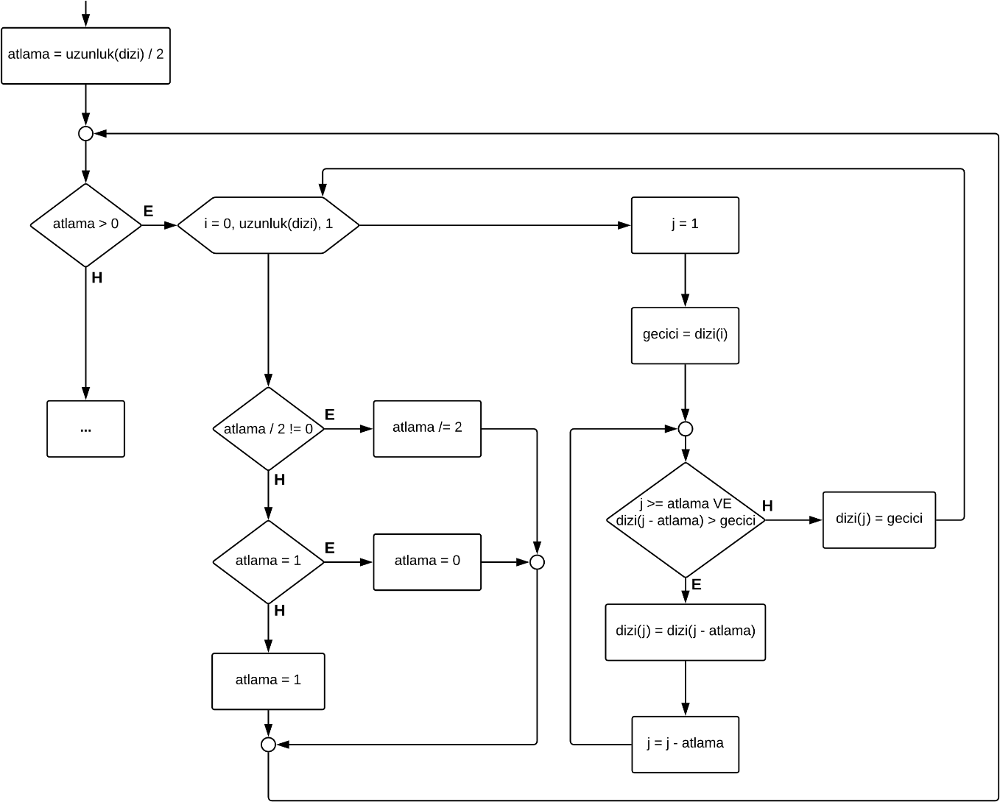 atlama = uzunluk(dizi) / 2
atlama > 0
E
H
...
i = 0, uzunluk(dizi), 1
j = 1
gecici = dizi(i)
atlama / 2 != 0
E
H
atlama /= 2
atlama = 1
E
H
atlama = 0
atlama = 1
j >= atlama VE
dizi(j - atlama) > gecici
H
E
dizi(j) = gecici
dizi(j) = dizi(j - atlama)
j = j - atlama